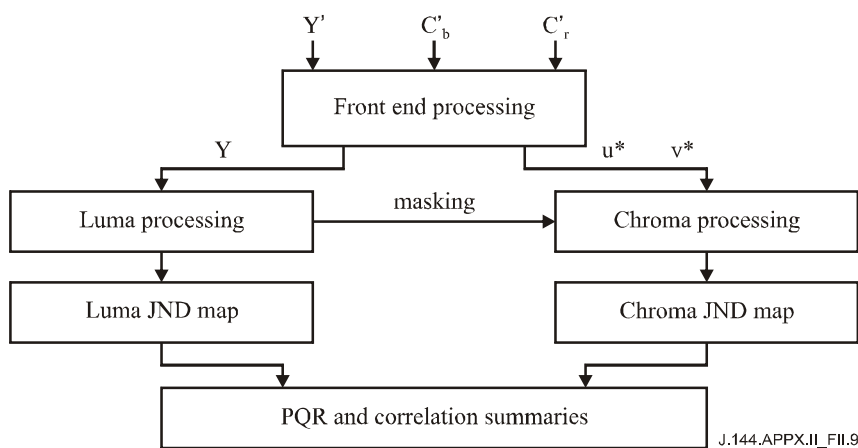 Y' C'b C'r
Front end processing
Y u* v*
Luma processing masking Chroma processing
Luma JND map Chroma JND map
PQR and correlation summaries
J.144.APPX.II_FII.9